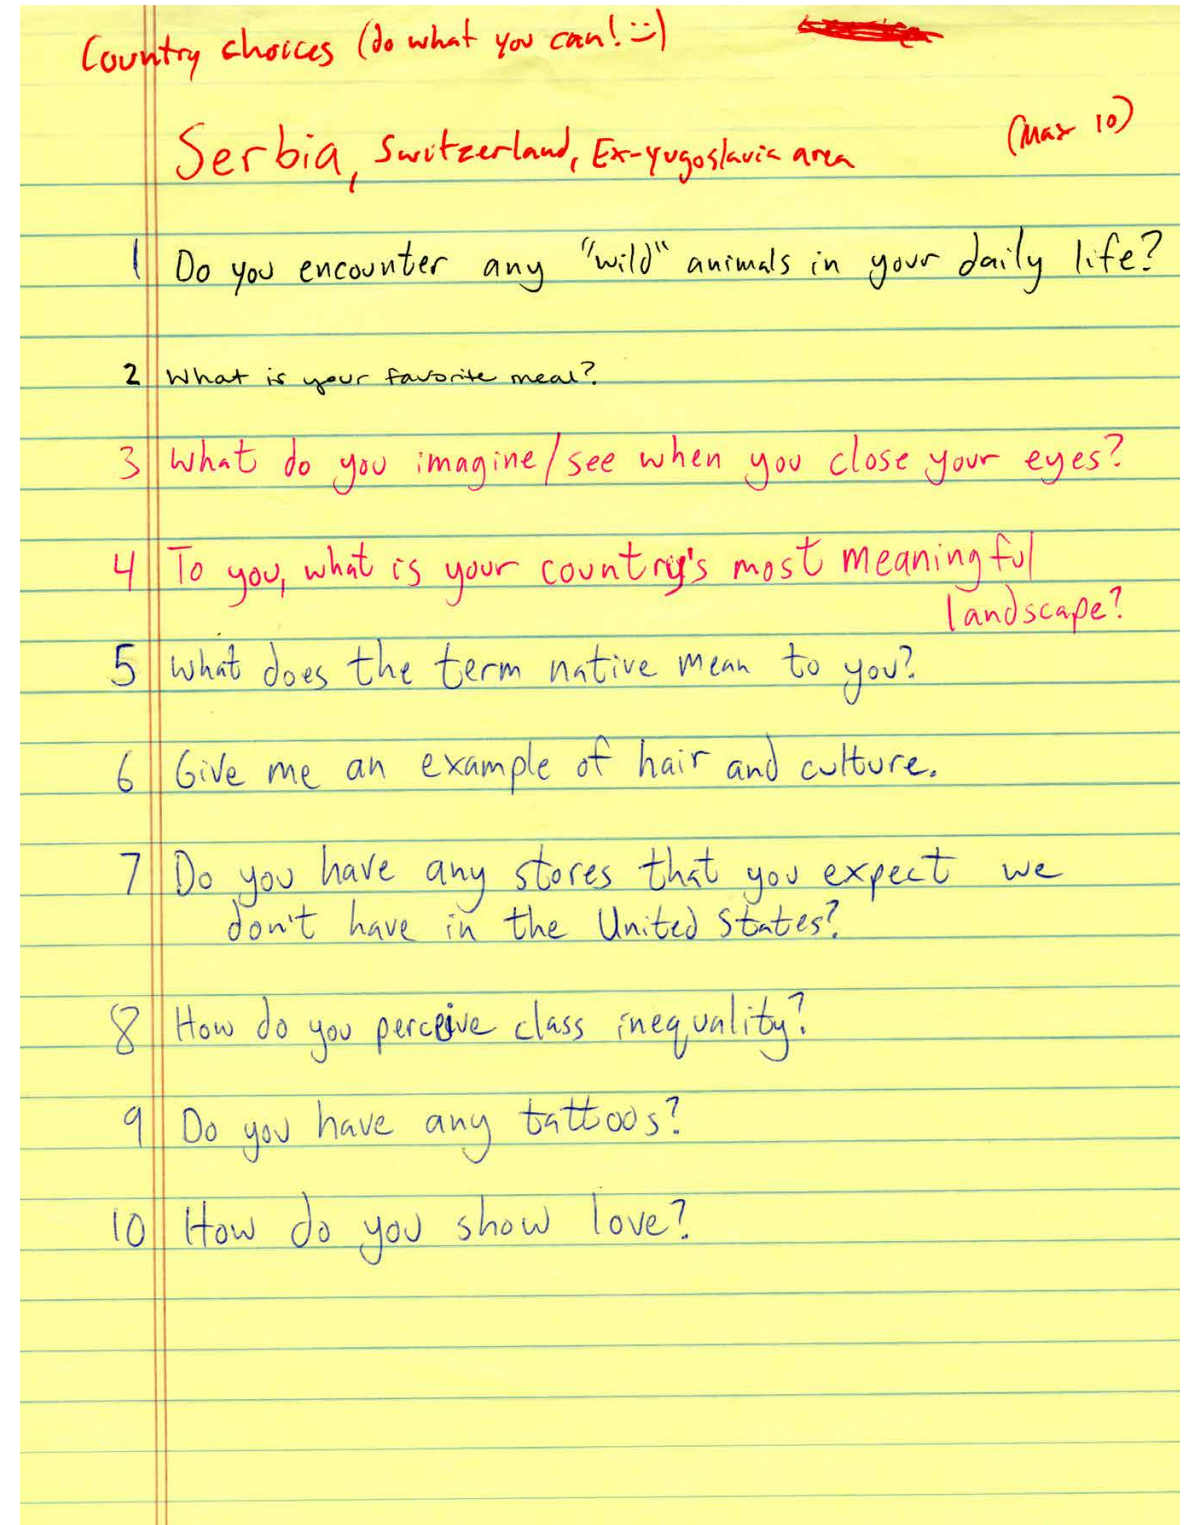 Country choices (do what you can! :)
Serbia, Switzerland, Ex-Yugoslavia area
(Max 10)
1 Do you encounter any "wild" animals in your daily life?
2 What is your favorite meal?
3 What do you imagine/see when you close your eyes?
4 To you, what is your country's most meaningful
landscape?
5 What does the term native mean to you?
6 Give me an example of hair and culture.
7 Do you have any stores that you expect we
don't have in the United States?
8 How do you perceive class inequality?
9 Do you have any tattoos?
10 How do you show love?